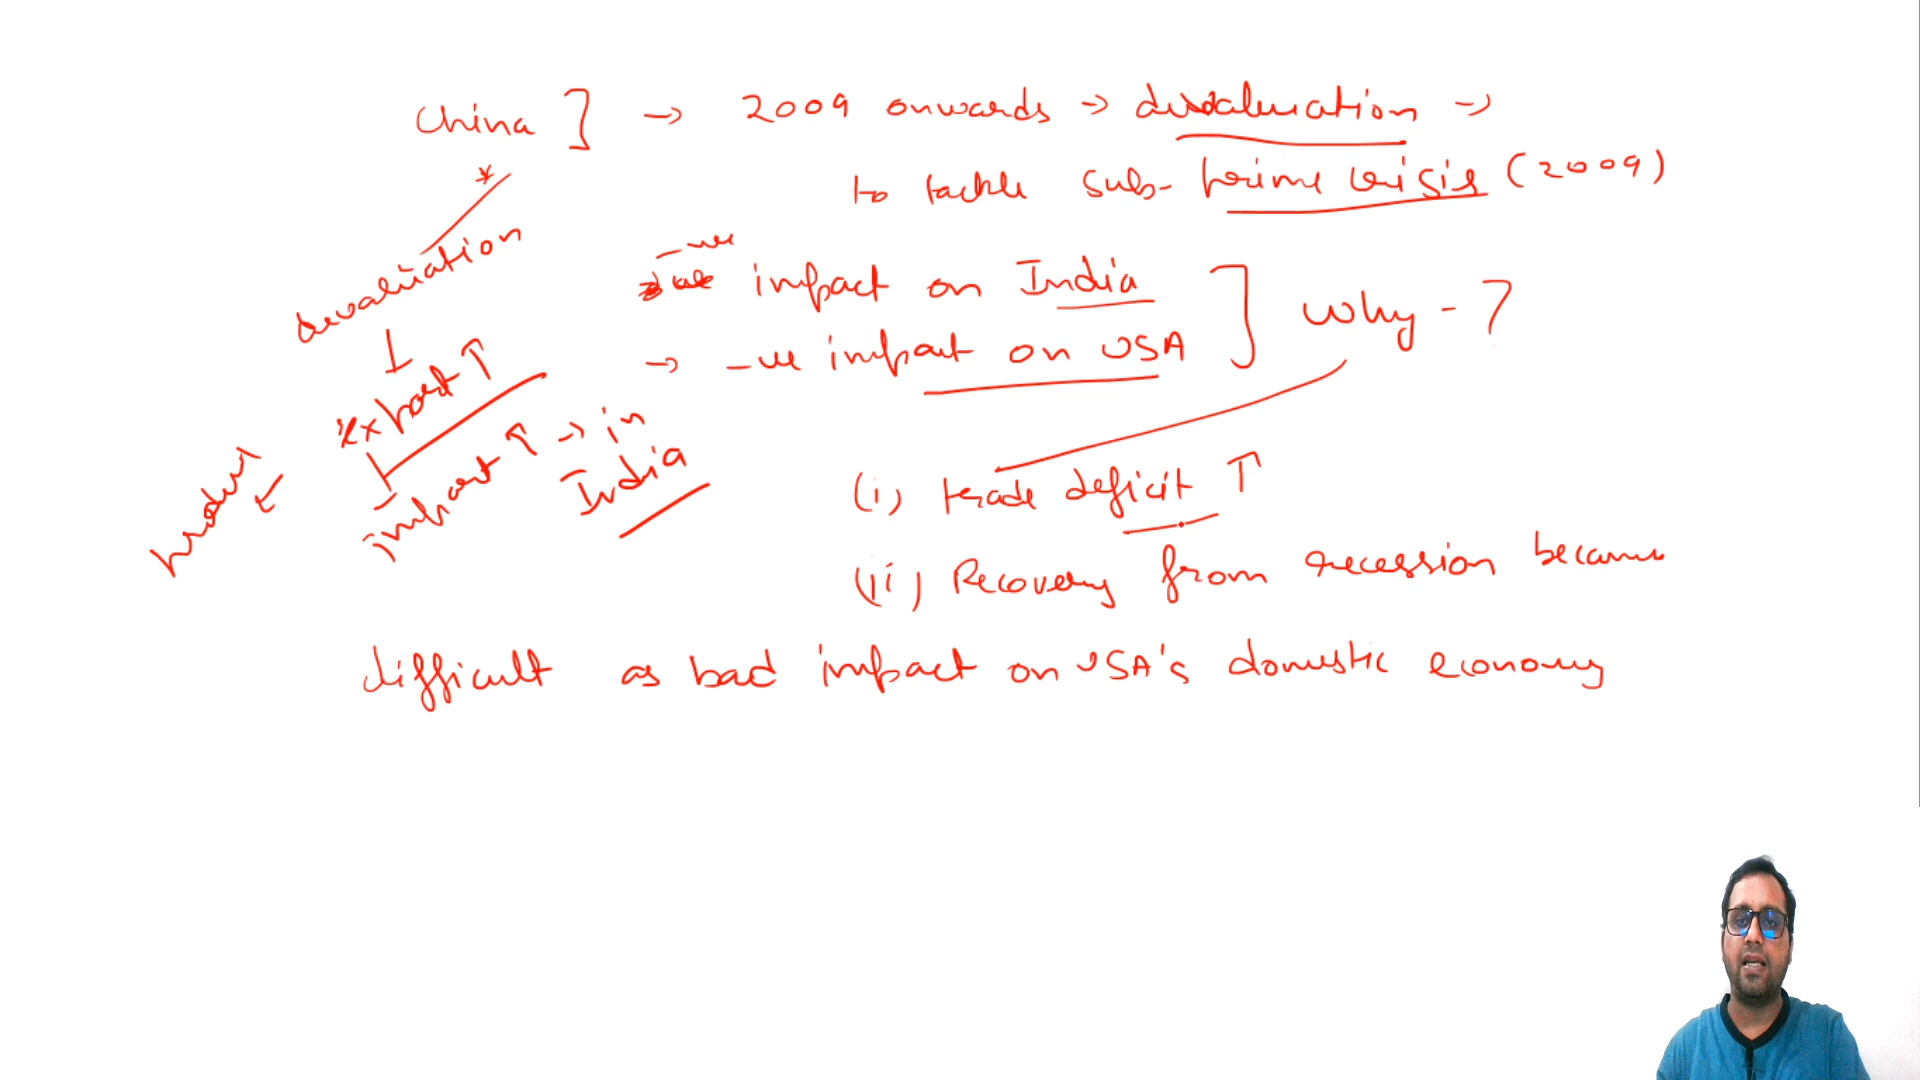 China ] → 2009 onwards → devaluation →
to tackle sub-prime crisis (2009)
devaluation
-ve impact on India
→ -ve impact on USA ] why - ?
export ↑
import ↑ → in India
(i) trade deficit ↑
(ii) Recovery from recession became
difficult as bad impact on USA's domestic economy